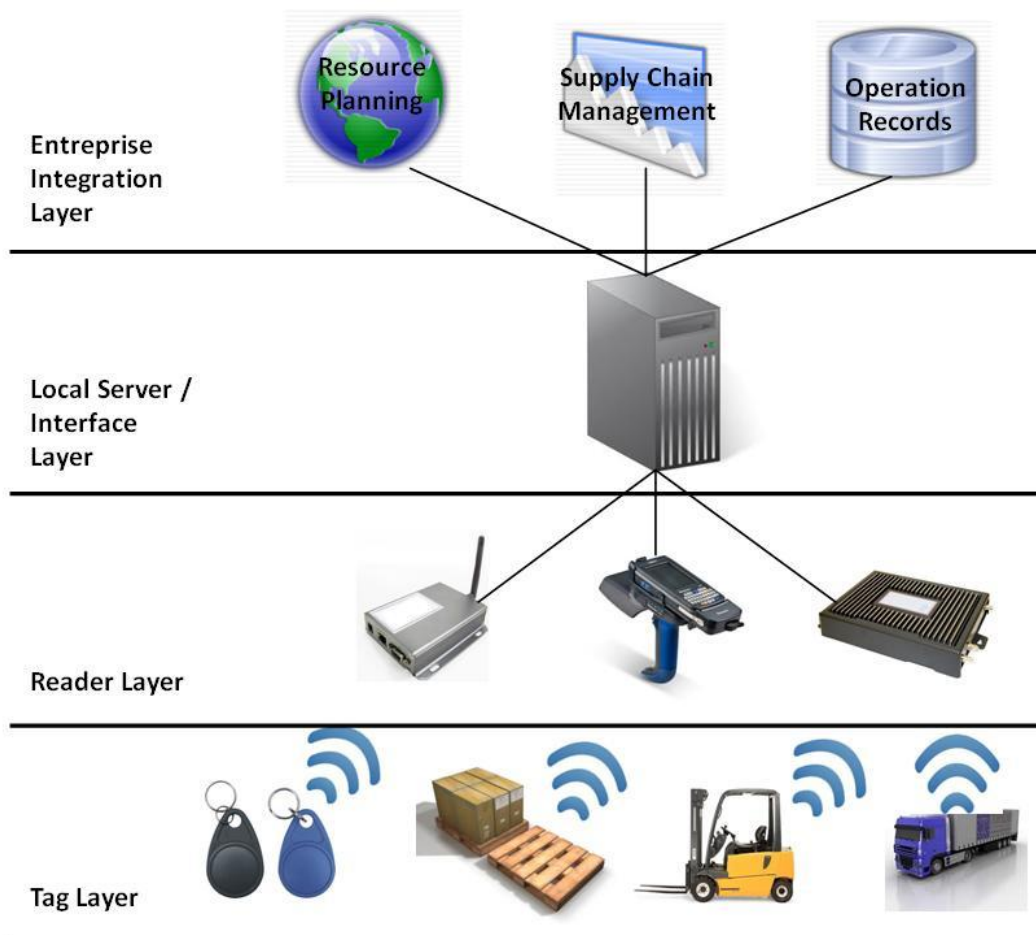 Resource
Planning
Supply Chain
Management
Operation
Records
Entreprise
Integration
Layer
Local Server /
Interface
Layer
Reader Layer
Tag Layer